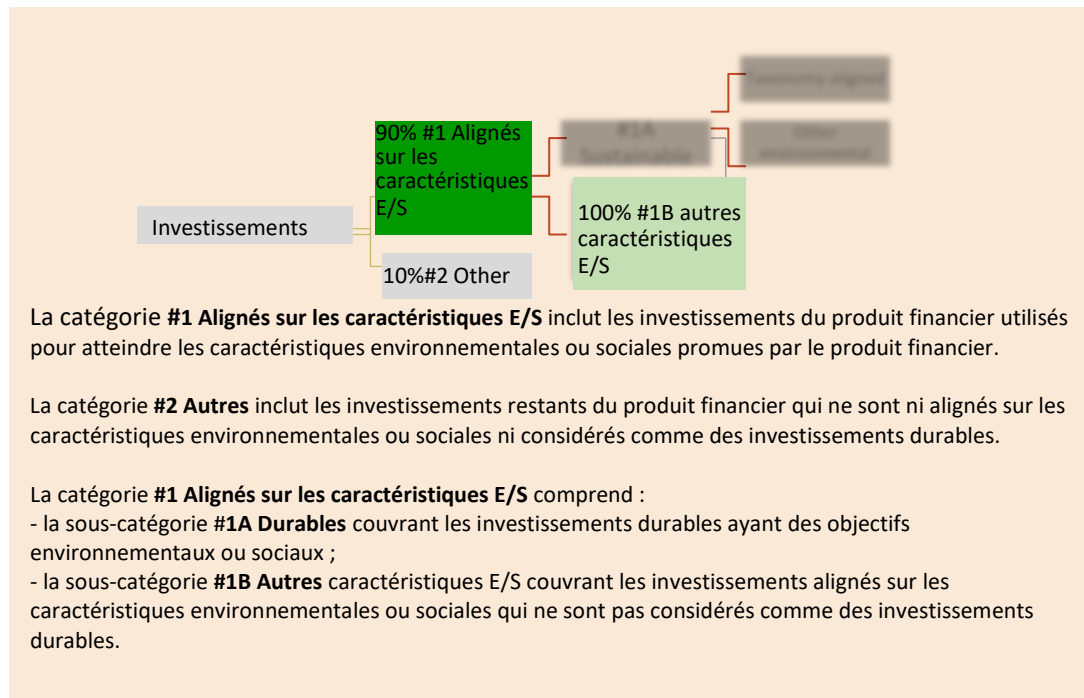 Taxonomy-aligned
90% #1 Alignés
sur les
caractéristiques
E/S
#1A
Sustainable
Other
environmental
Investissements
100% #1B autres
caractéristiques
E/S
10%#2 Other
La catégorie #1 Alignés sur les caractéristiques E/S inclut les investissements du produit financier utilisés
pour atteindre les caractéristiques environnementales ou sociales promues par le produit financier.
La catégorie #2 Autres inclut les investissements restants du produit financier qui ne sont ni alignés sur les
caractéristiques environnementales ou sociales ni considérés comme des investissements durables.
La catégorie #1 Alignés sur les caractéristiques E/S comprend :
- la sous-catégorie #1A Durables couvrant les investissements durables ayant des objectifs
environnementaux ou sociaux ;
- la sous-catégorie #1B Autres caractéristiques E/S couvrant les investissements alignés sur les
caractéristiques environnementales ou sociales qui ne sont pas considérés comme des investissements
durables.